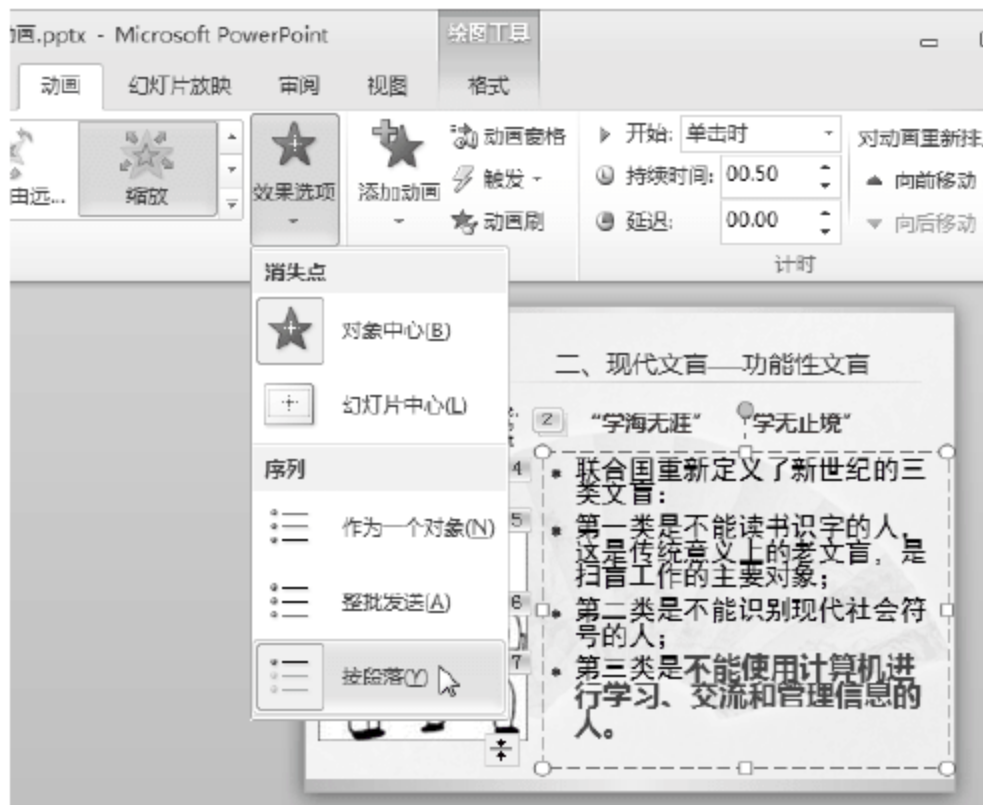 动画.pptx - Microsoft PowerPoint
绘图工具
动画 幻灯片放映 审阅 视图 格式
由远...
缩放
效果选项
添加动画
动画窗格
触发
动画刷
开始: 单击时
持续时间: 00.50
延迟: 00.00
计时
对动画重新排
向前移动
向后移动
消失点
对象中心(B)
幻灯片中心(L)
序列
作为一个对象(N)
整批发送(A)
按段落(Y)
二、现代文盲——功能性文盲
2 “学海无涯” “学无止境”
4
5
6
7
联合国重新定义了新世纪的三
类文盲：
第一类是不能读书识字的人，
这是传统意义上的老文盲，是
扫盲工作的主要对象；
第二类是不能识别现代社会符
号的人；
第三类是不能使用计算机进
行学习、交流和管理信息的
人。